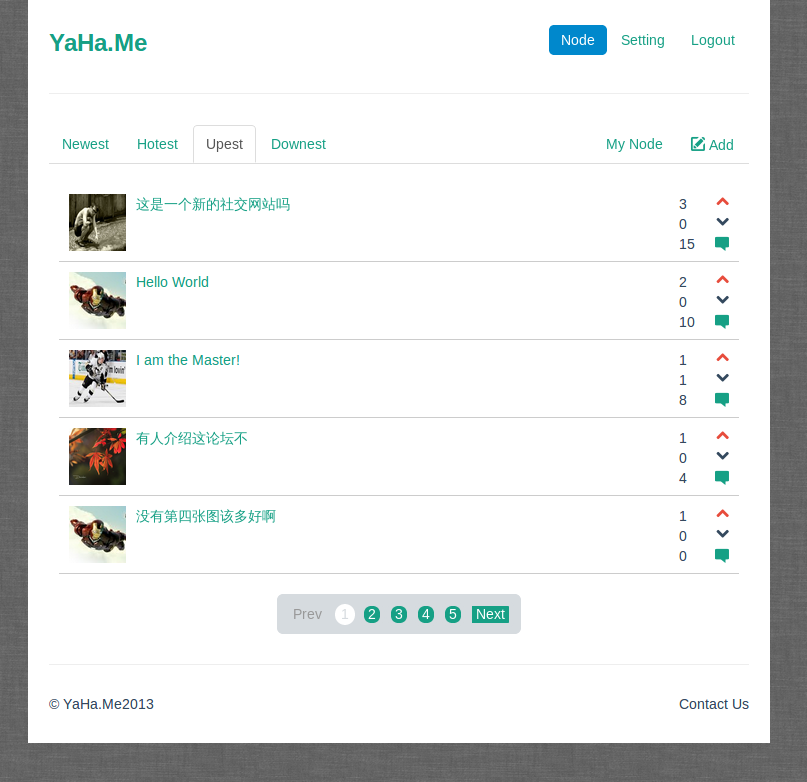 YaHa.Me
Node Setting Logout
Newest Hotest Upest Downest My Node Add
这是一个新的社交网站吗
3
0
15
Hello World
2
0
10
I am the Master!
1
1
8
有人介绍这论坛不
1
0
4
没有第四张图该多好啊
1
0
0
Prev 1 2 3 4 5 Next
© YaHa.Me2013 Contact Us